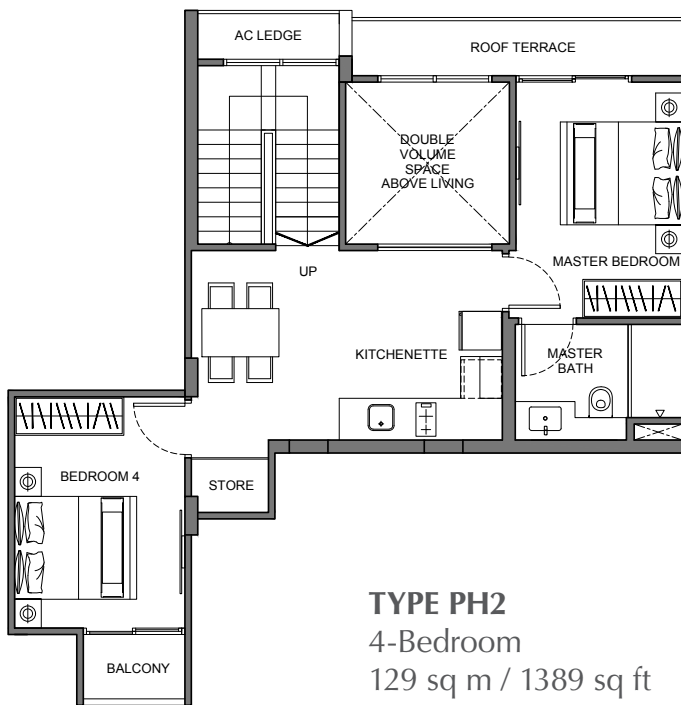 AC LEDGE
ROOF TERRACE
DOUBLE
VOLUME
SPACE
ABOVE LIVING
MASTER BEDROOM
UP
KITCHENETTE
MASTER
BATH
BEDROOM 4
STORE
BALCONY
TYPE PH2
4-Bedroom
129 sq m / 1389 sq ft